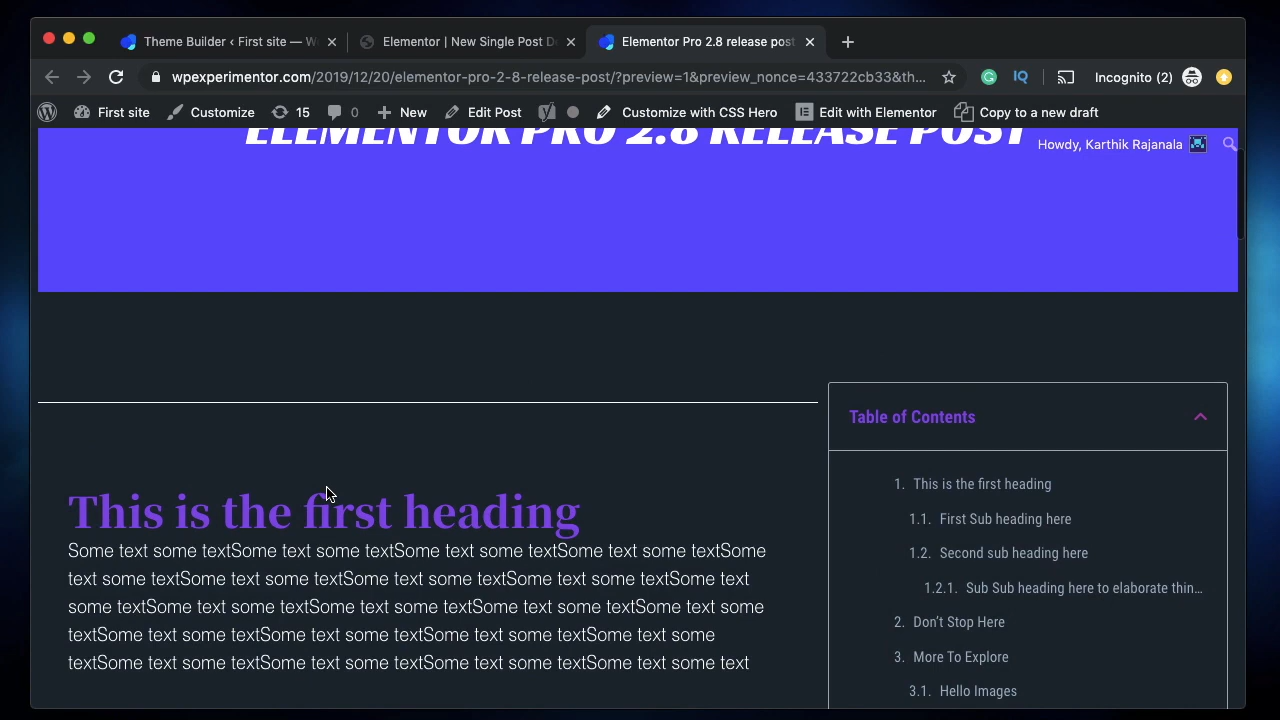 Theme Builder ‹ First site — W
Elementor | New Single Post De
Elementor Pro 2.8 release post
wpexperimentor.com/2019/12/20/elementor-pro-2-8-release-post/?preview=1&preview_nonce=433722cb33&th...
IQ
Incognito (2)
First site
Customize
15
0
New
Edit Post
Customize with CSS Hero
Edit with Elementor
Copy to a new draft
ELEMENTOR PRO 2.8 RELEASE POST
Howdy, Karthik Rajanala
This is the first heading
Some text some textSome text some textSome text some textSome text some textSome
text some textSome text some textSome text some textSome text some textSome text
some textSome text some textSome text some textSome text some textSome text some
textSome text some textSome text some textSome text some textSome text some
textSome text some textSome text some textSome text some textSome text some text
Table of Contents
1. This is the first heading
1.1. First Sub heading here
1.2. Second sub heading here
1.2.1. Sub Sub heading here to elaborate thin...
2. Don't Stop Here
3. More To Explore
3.1. Hello Images